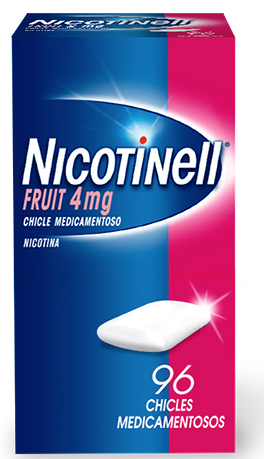 NICOTINELL®
FRUIT 4mg
CHICLE MEDICAMENTOSO
NICOTINA
96
CHICLES
MEDICAMENTOSOS